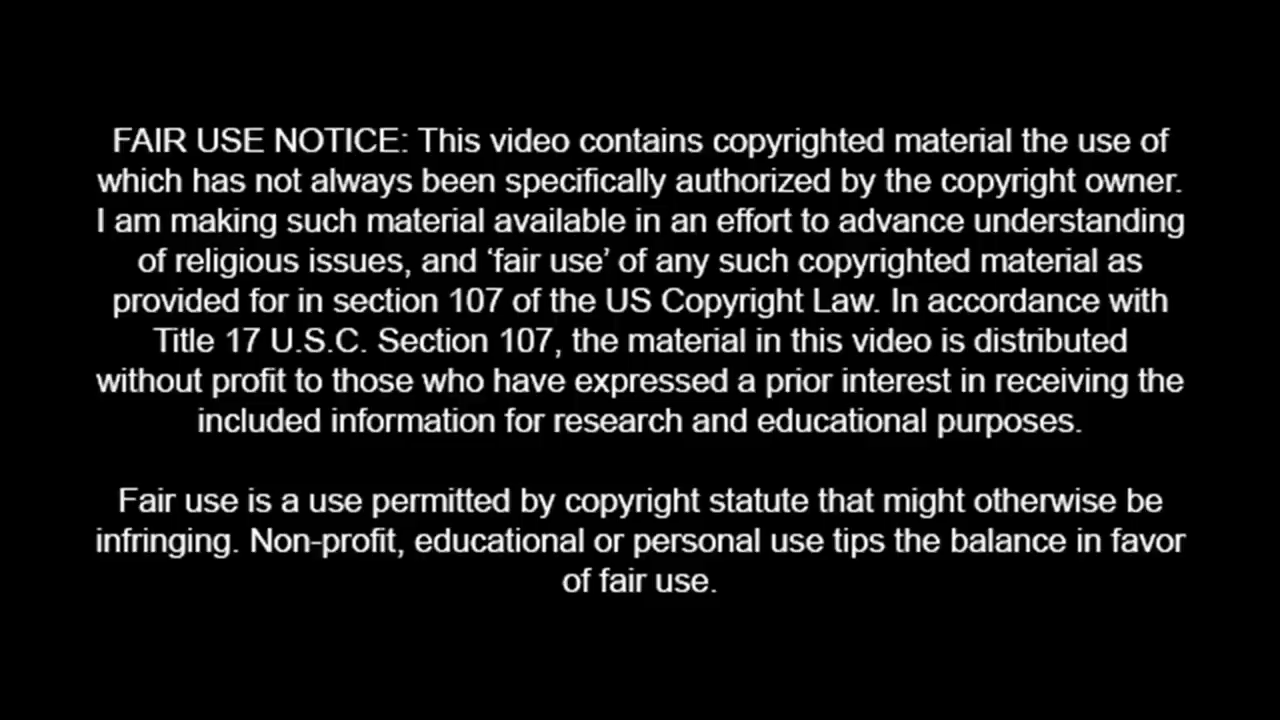 FAIR USE NOTICE: This video contains copyrighted material the use of
which has not always been specifically authorized by the copyright owner.
I am making such material available in an effort to advance understanding
of religious issues, and ‘fair use’ of any such copyrighted material as
provided for in section 107 of the US Copyright Law. In accordance with
Title 17 U.S.C. Section 107, the material in this video is distributed
without profit to those who have expressed a prior interest in receiving the
included information for research and educational purposes.
Fair use is a use permitted by copyright statute that might otherwise be
infringing. Non-profit, educational or personal use tips the balance in favor
of fair use.